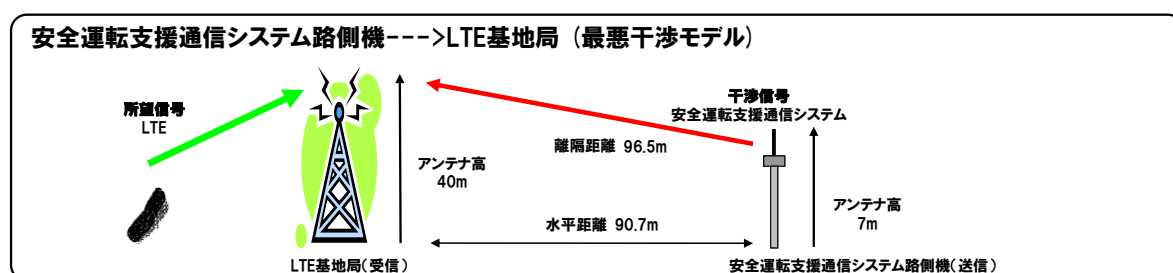 安全運転支援通信システム路側機--->LTE基地局 (最悪干渉モデル)
所望信号
LTE
干渉信号
安全運転支援通信システム
離隔距離 96.5m
アンテナ高
40m
アンテナ高
7m
水平距離 90.7m
LTE基地局(受信)
安全運転支援通信システム路側機(送信)